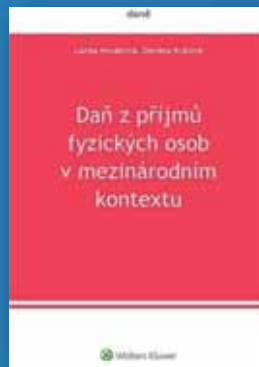 daně
Daň z příjmů
fyzických osob
v mezinárodním
kontextu
Wolters Kluwer